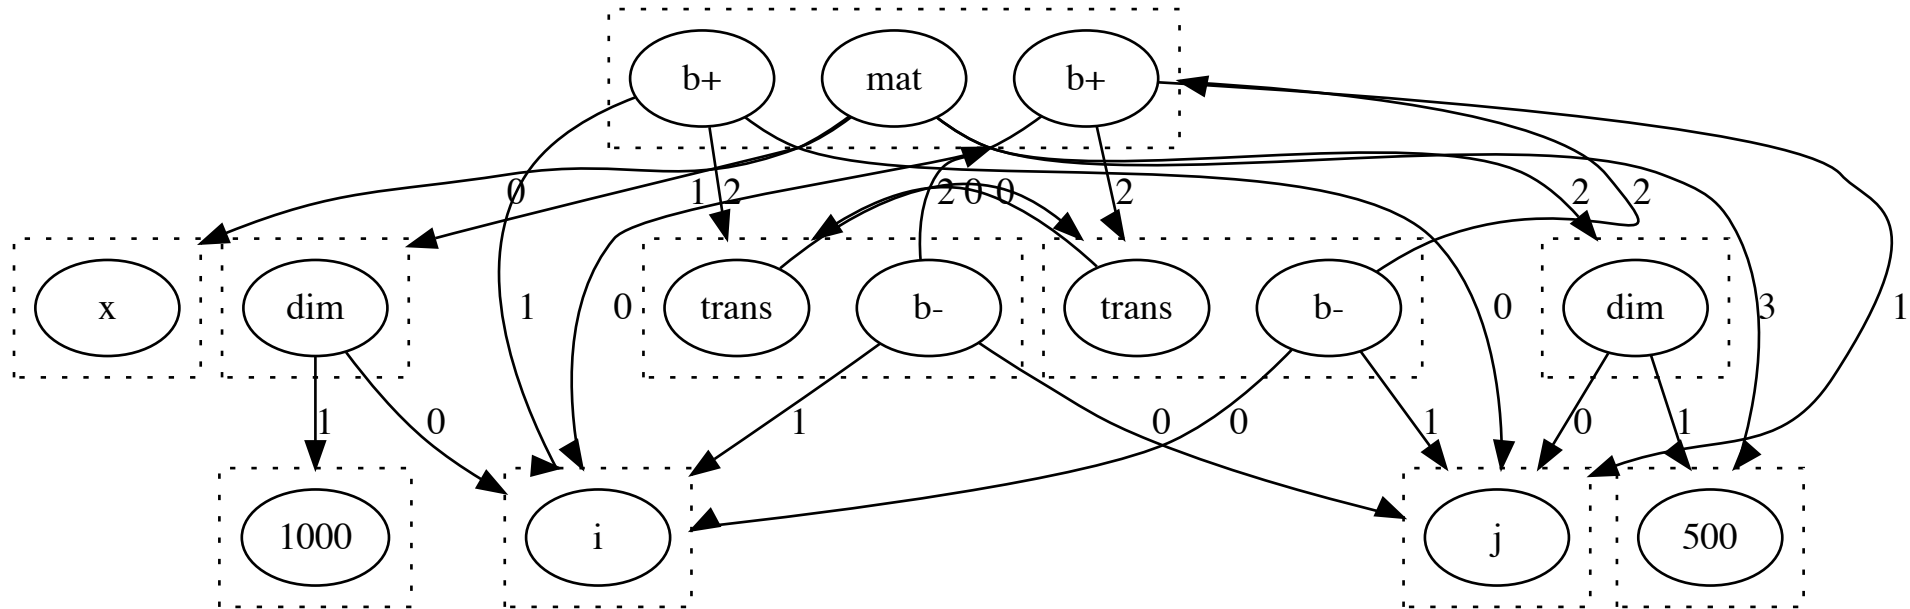 b+ mat b+
0 1 2 2 0 0 2 2 2
x dim 1 0 trans b- trans b- 0 dim 3 1
1 0 1 0 0 1 0 1
1000 i j 500